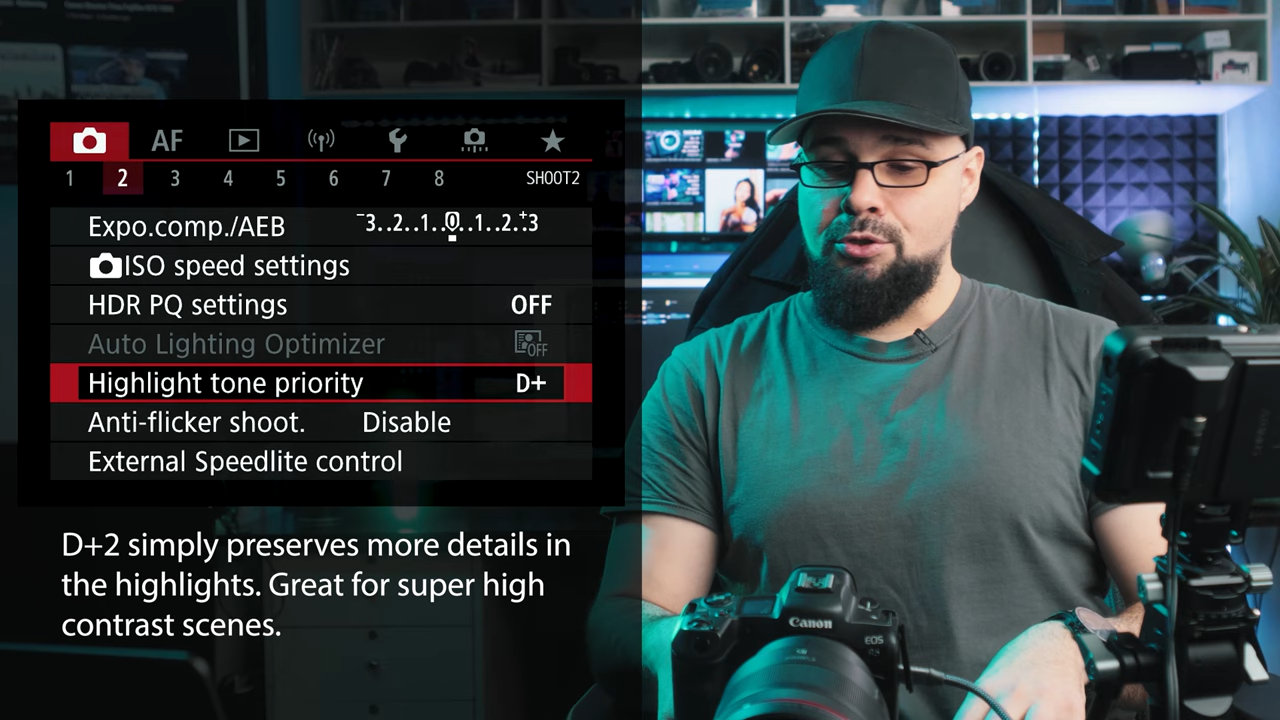 AF
1 2 3 4 5 6 7 8 SHOOT2
Expo.comp./AEB -3..2..1..0..1..2..+3
ISO speed settings
HDR PQ settings OFF
Auto Lighting Optimizer OFF
Highlight tone priority D+
Anti-flicker shoot. Disable
External Speedlite control
D+2 simply preserves more details in
the highlights. Great for super high
contrast scenes.
Canon
EOS